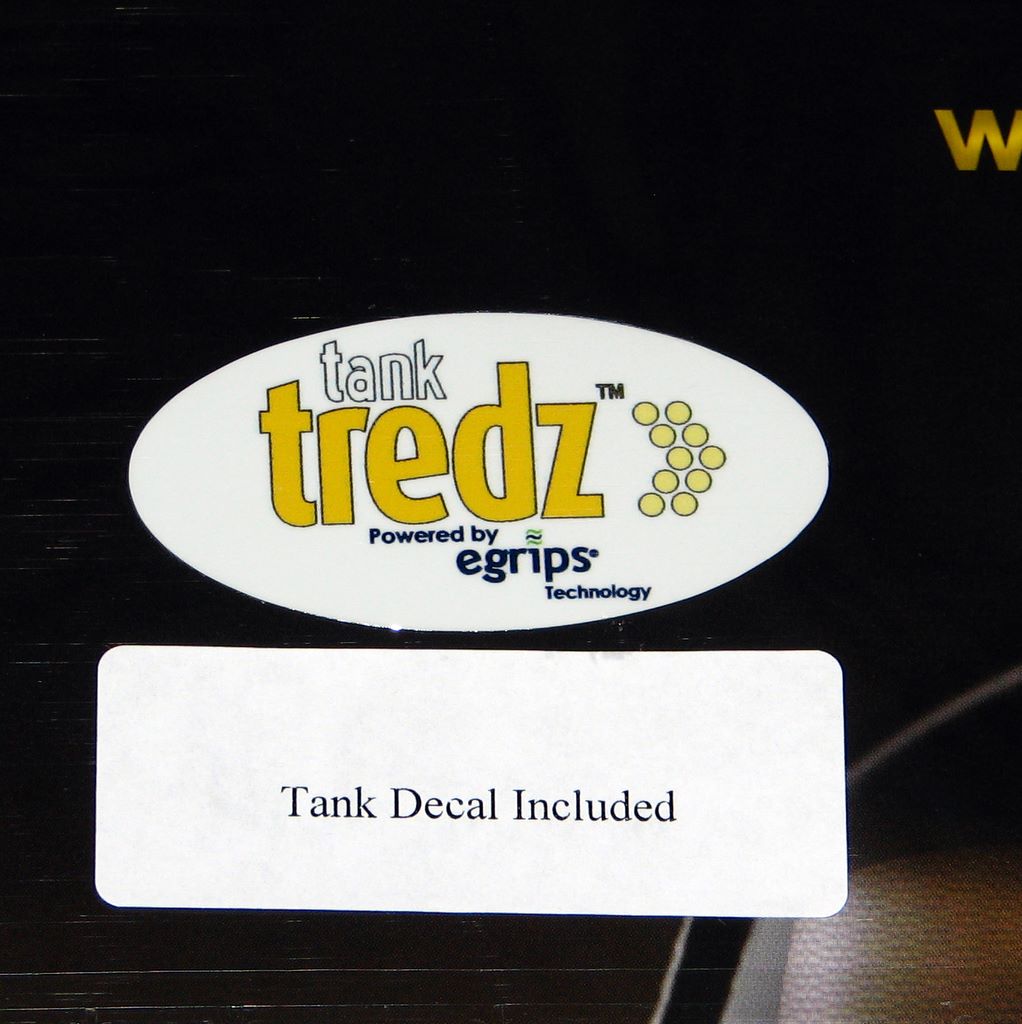 W
tank
tredz™
Powered by
egrips®
Technology
Tank Decal Included